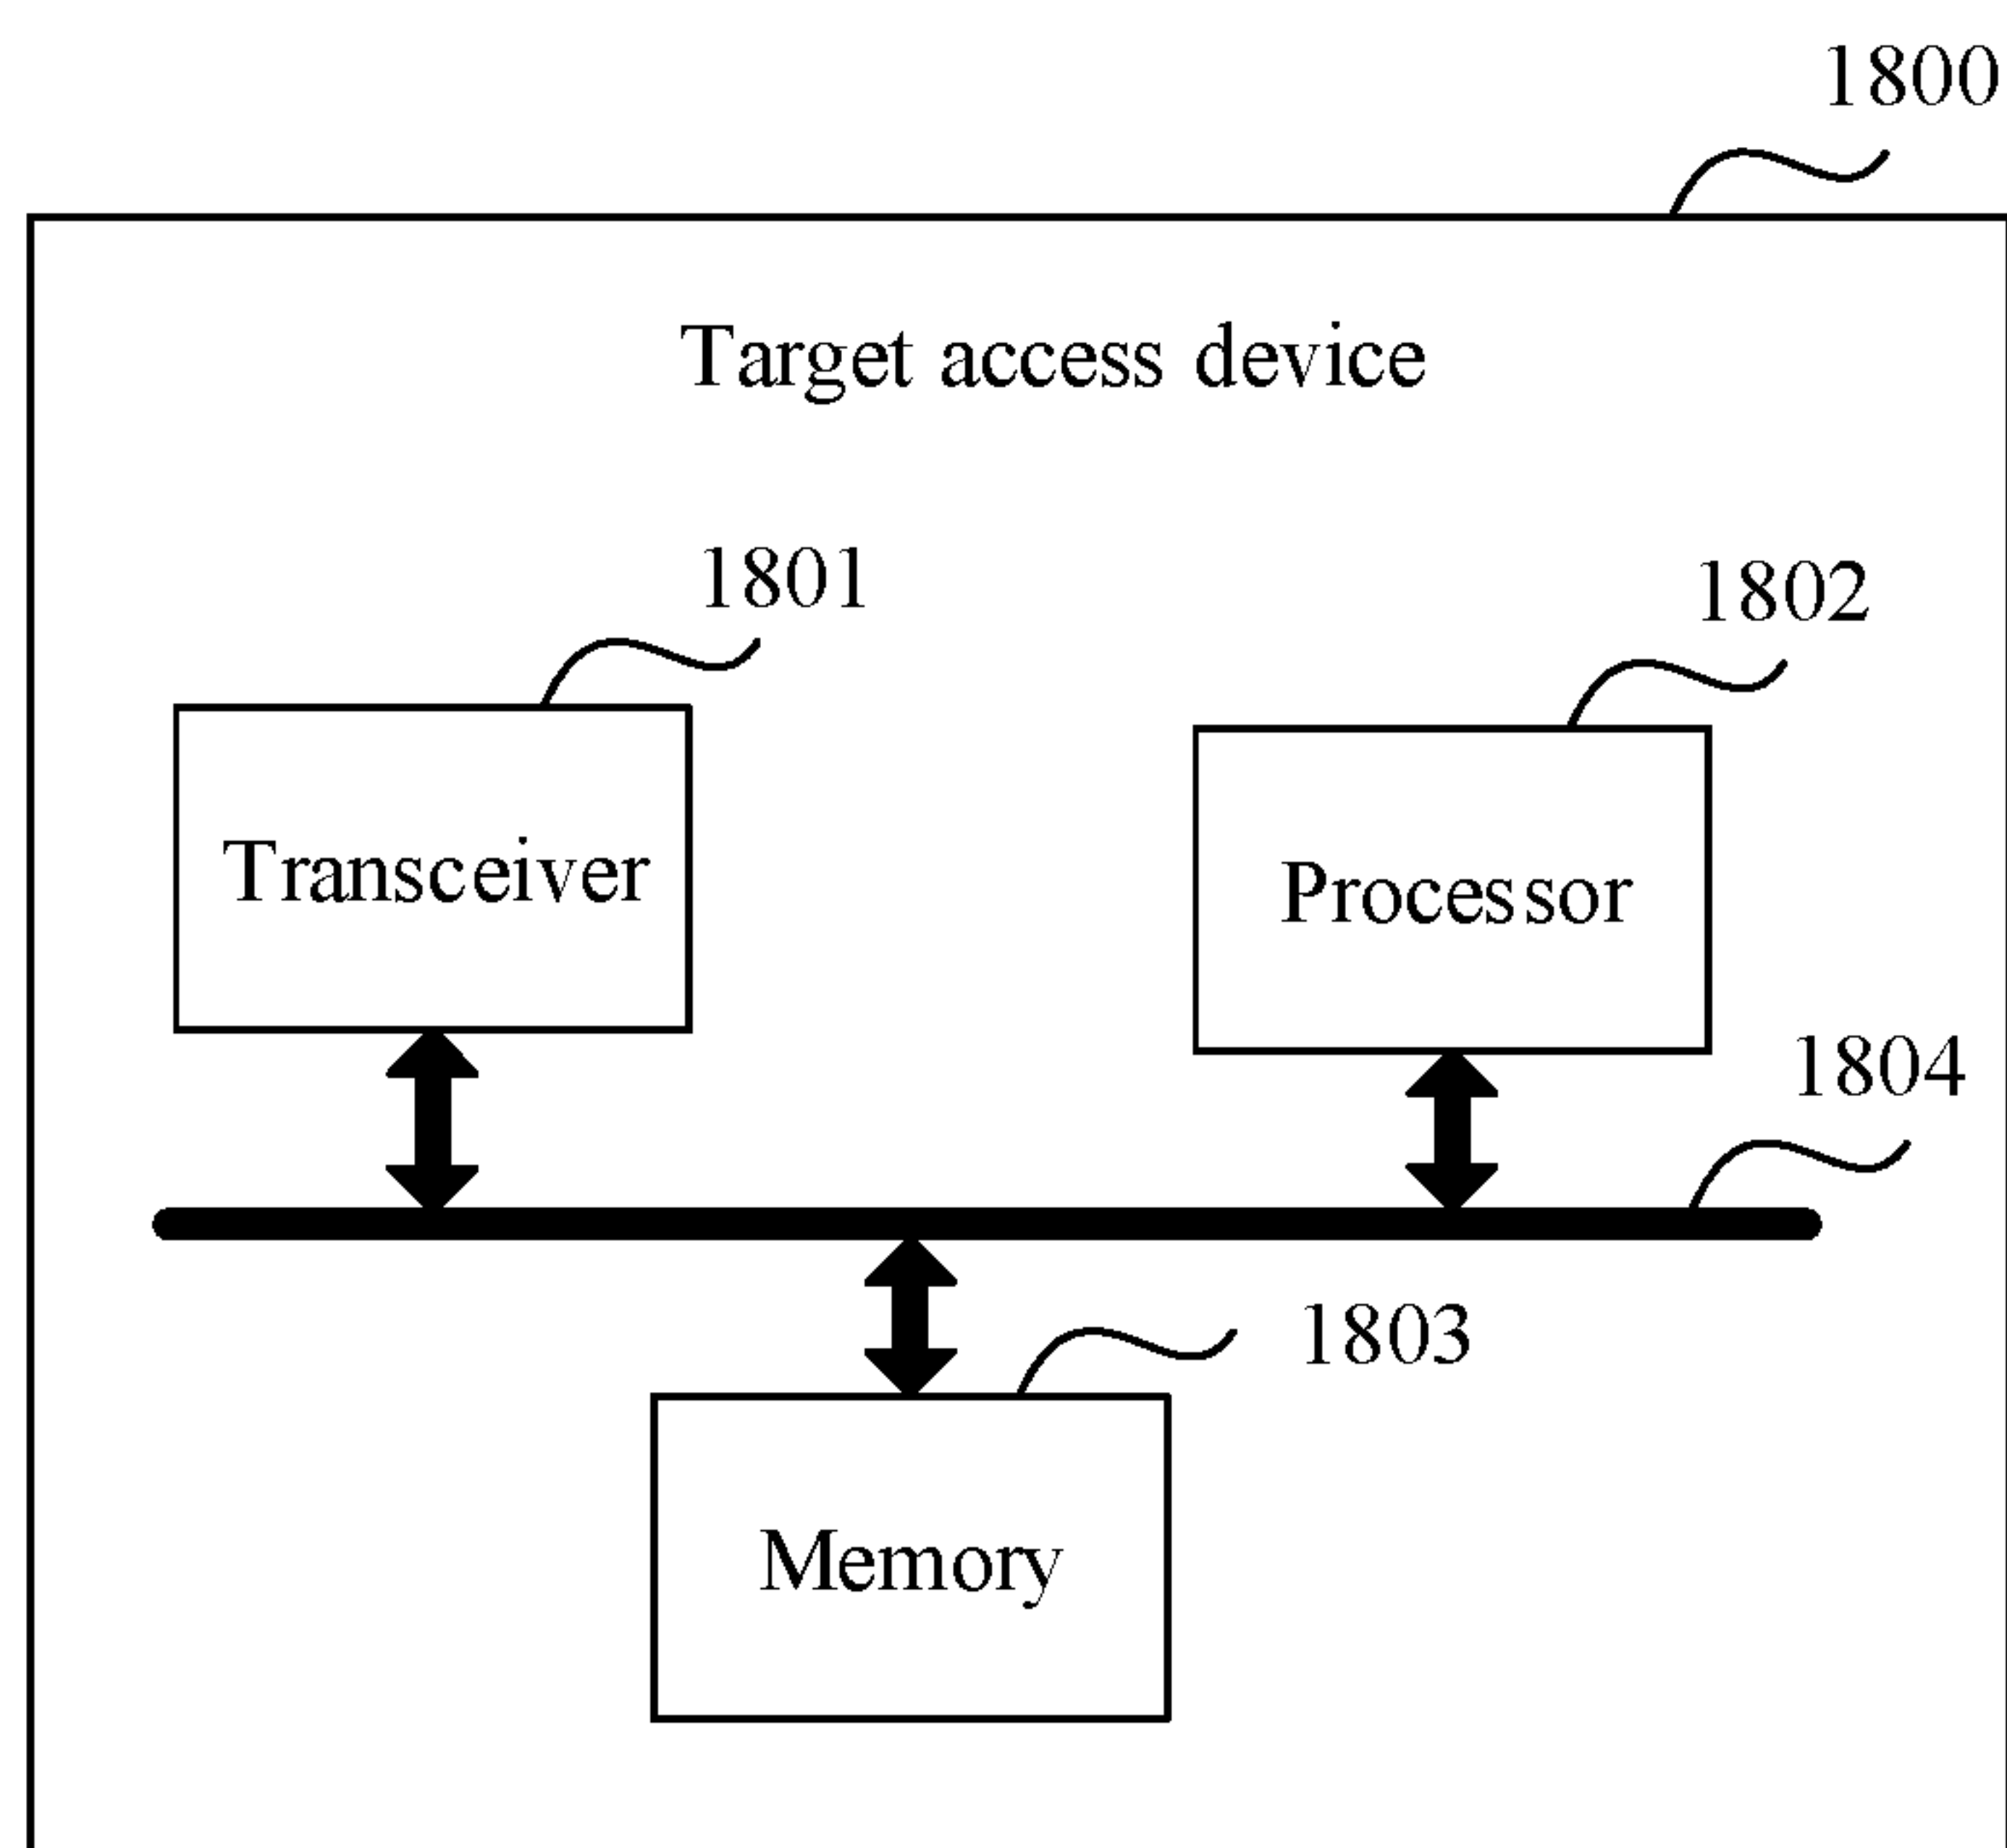 1800
Target access device
1801
1802
Transceiver
Processor
1804
1803
Memory